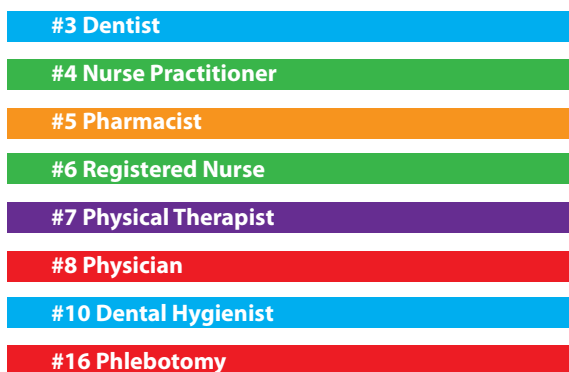 #3 Dentist
#4 Nurse Practitioner
#5 Pharmacist
#6 Registered Nurse
#7 Physical Therapist
#8 Physician
#10 Dental Hygienist
#16 Phlebotomy